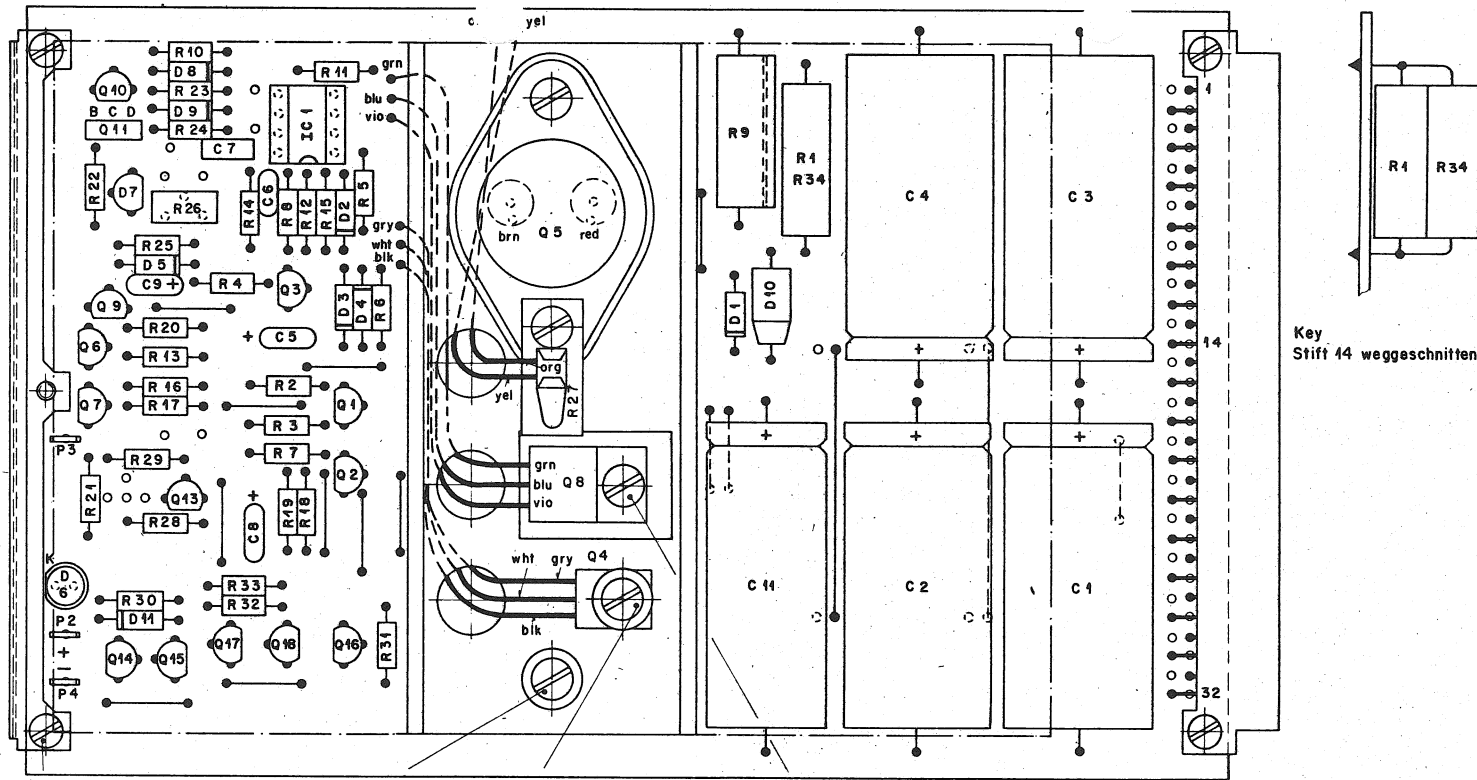 c. yel
R10
D8
R23
D9
R24
Q10
B C D
Q11
C7
R11
IC1
grn
blu
vio
R22
D7
R26
R14
C6
R8
R12
R15
D2
R5
gry
wht
blk
R25
D5
C9+
R4
Q3
D3
D4
R6
Q9
R20
+ C5
Q6
R13
R16
R17
Q7
R2
Q1
R3
R7
P3
R29
R21
Q13
R28
+
C8
R19
R18
Q2
K
D
6
R30
D11
R33
R32
P2
+
–
P4
Q14
Q15
Q17
Q18
Q16
R31
brn
Q5
red
org
yel
R27
grn
blu
vio
Q8
wht
gry
Q4
blk
R9
R1
R34
D1
D10
C4
+
C3
+
+
C11
+
C2
+
C1
1
14
32
R1
R34
Key
Stift 14 weggeschnitten